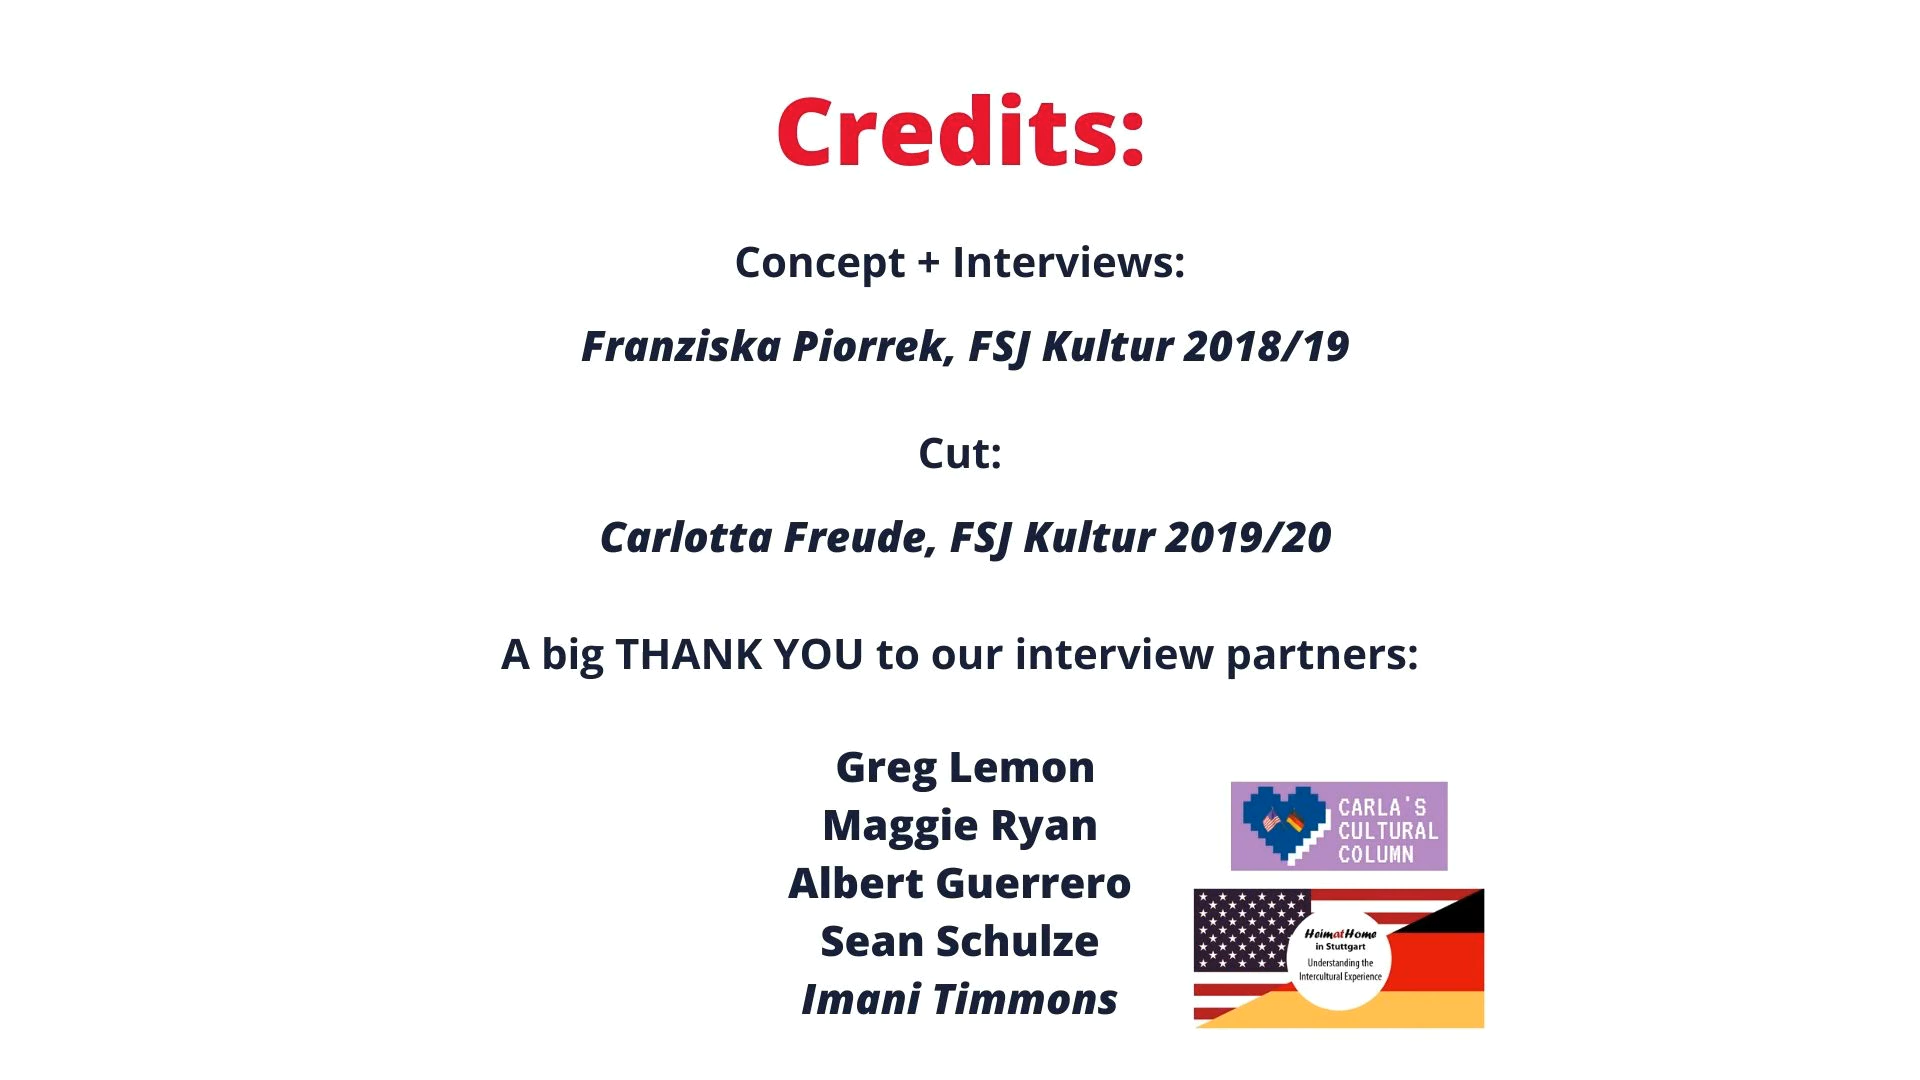 Credits:
Concept + Interviews:
Franziska Piorrek, FSJ Kultur 2018/19
Cut:
Carlotta Freude, FSJ Kultur 2019/20
A big THANK YOU to our interview partners:
Greg Lemon
Maggie Ryan
Albert Guerrero
Sean Schulze
Imani Timmons
CARLA'S
CULTURAL
COLUMN
HeimatHome
in Stuttgart
Understanding the
Intercultural Experience